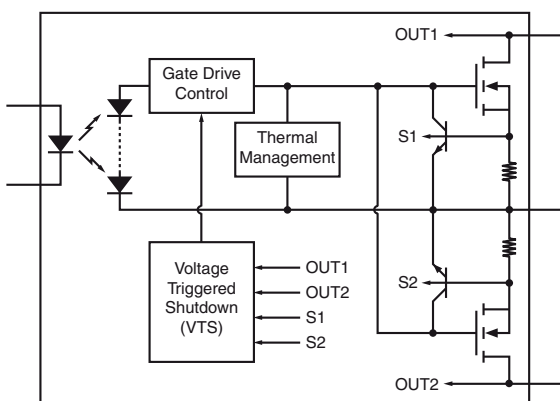 OUT1
Gate Drive
Control
S1
Thermal
Management
Voltage
Triggered
Shutdown
(VTS)
OUT1
OUT2
S1
S2
S2
OUT2